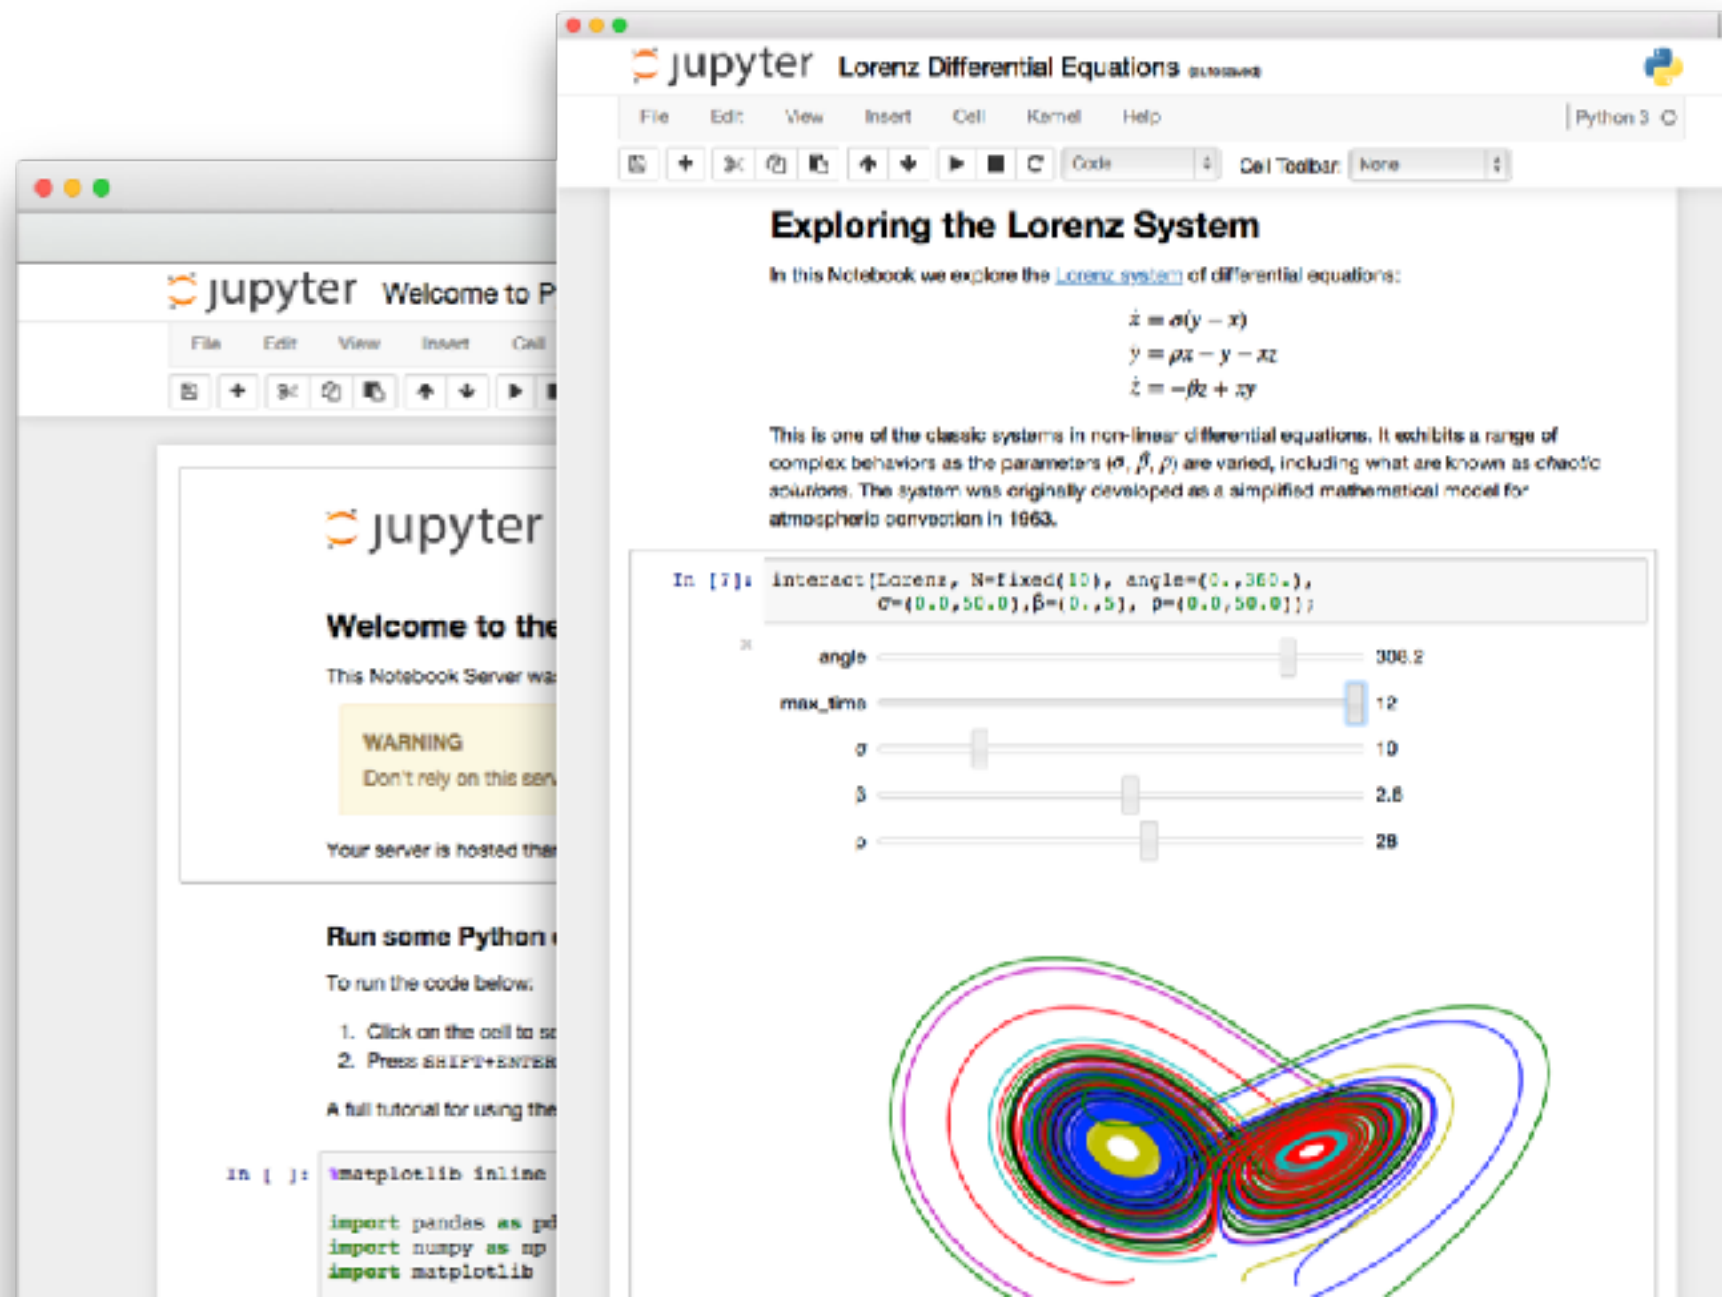 jupyter Lorenz Differential Equations (autosaved)
File Edit View Insert Cell Kernel Help Python 3
Code Cell Toolbar: None
Exploring the Lorenz System
In this Notebook we explore the Lorenz system of differential equations:
ẋ = σ(y − x)
ẏ = ρx − y − xz
ż = −βz + xy
This is one of the classic systems in non-linear differential equations. It exhibits a range of
complex behaviors as the parameters (σ, β, ρ) are varied, including what are known as chaotic
solutions. The system was originally developed as a simplified mathematical model for
atmospheric convection in 1963.
In [7]: interact(Lorenz, N=fixed(10), angle=(0.,360.),
σ=(0.0,50.0),β=(0.,5), ρ=(0.0,50.0));
angle 308.2
max_time 12
σ 10
β 2.6
ρ 28
jupyter Welcome to P
File Edit View Insert Cell
jupyter
Welcome to the
This Notebook Server was
WARNING
Don't rely on this serv
Your server is hosted than
Run some Python
To run the code below:
1. Click on the cell to se
2. Press SHIFT+ENTER
A full tutorial for using the
In [ ]: %matplotlib inline
import pandas as pd
import numpy as np
import matplotlib